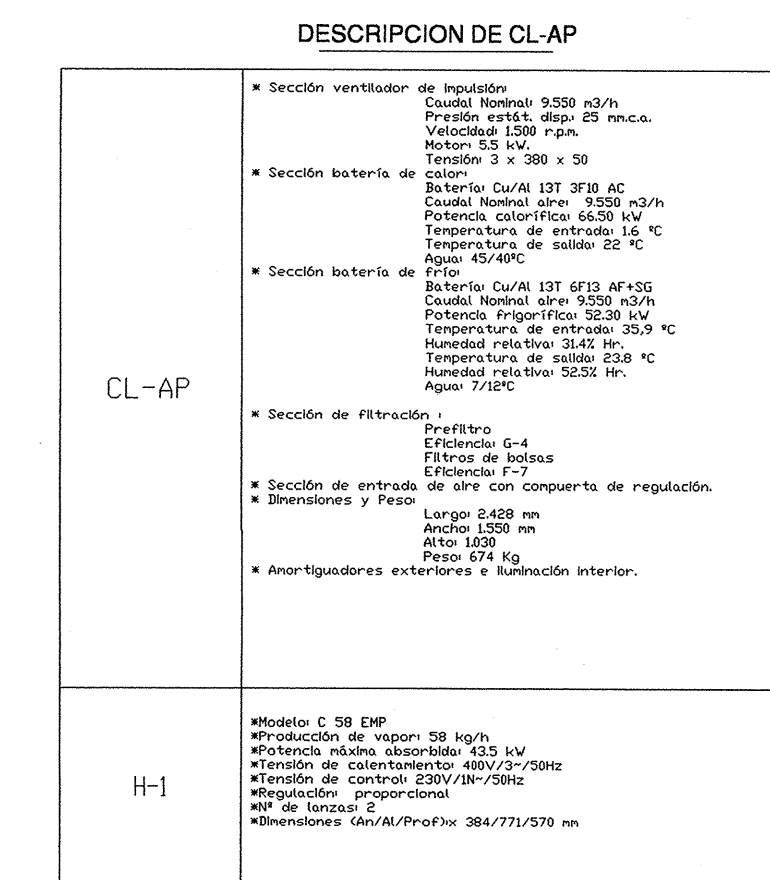 DESCRIPCION DE CL-AP
* Sección ventilador de impulsión:
Caudal Nominal: 9.550 m3/h
Presión estát. disp.: 25 mm.c.a.
Velocidad: 1.500 r.p.m.
Motor: 5.5 kW.
Tensión: 3 x 380 x 50
* Sección batería de calor:
Batería: Cu/Al 13T 3F10 AC
Caudal Nominal aire: 9.550 m3/h
Potencia calorífica: 66.50 kW
Temperatura de entrada: 1.6 ºC
Temperatura de salida: 22 ºC
Agua: 45/40ºC
* Sección batería de frío:
Batería: Cu/Al 13T 6F13 AF+SG
Caudal Nominal aire: 9.550 m3/h
Potencia frigorífica: 52.30 kW
Temperatura de entrada: 35,9 ºC
Humedad relativa: 31.4% Hr.
Temperatura de salida: 23.8 ºC
Humedad relativa: 52.5% Hr.
Agua: 7/12ºC
CL-AP
* Sección de filtración :
Prefiltro
Eficiencia: G-4
Filtros de bolsas
Eficiencia: F-7
* Sección de entrada de aire con compuerta de regulación.
* Dimensiones y Peso:
Largo: 2.428 mm
Ancho: 1.550 mm
Alto: 1.030
Peso: 674 Kg
* Amortiguadores exteriores e iluminación interior.
H-1
*Modelo: C 58 EMP
*Producción de vapor: 58 kg/h
*Potencia máxima absorbida: 43.5 kW
*Tensión de calentamiento: 400V/3~/50Hz
*Tensión de control: 230V/1N~/50Hz
*Regulación: proporcional
*Nº de lanzas: 2
*Dimensiones (An/Al/Prof):x 384/771/570 mm